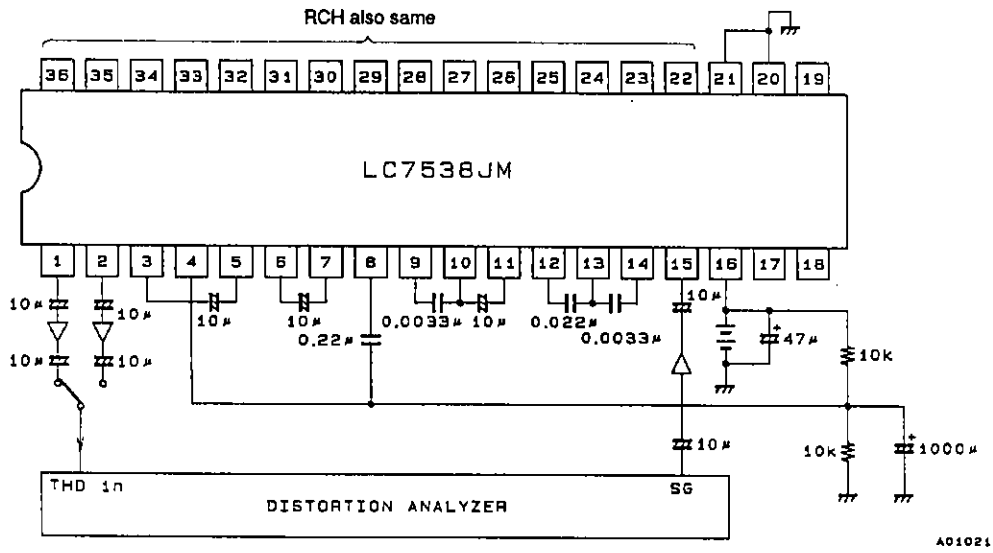 RCH also same
36 35 34 33 32 31 30 29 28 27 26 25 24 23 22 21 20 19
LC7538JM
1 2 3 4 5 6 7 8 9 10 11 12 13 14 15 16 17 18
10μ 10μ 10μ 10μ 0.22μ 0.0033μ 10μ 0.022μ 0.0033μ 10μ 47μ
10μ 10μ 10k
10μ 10k 1000μ
THD in SG
DISTORTION ANALYZER
A01021